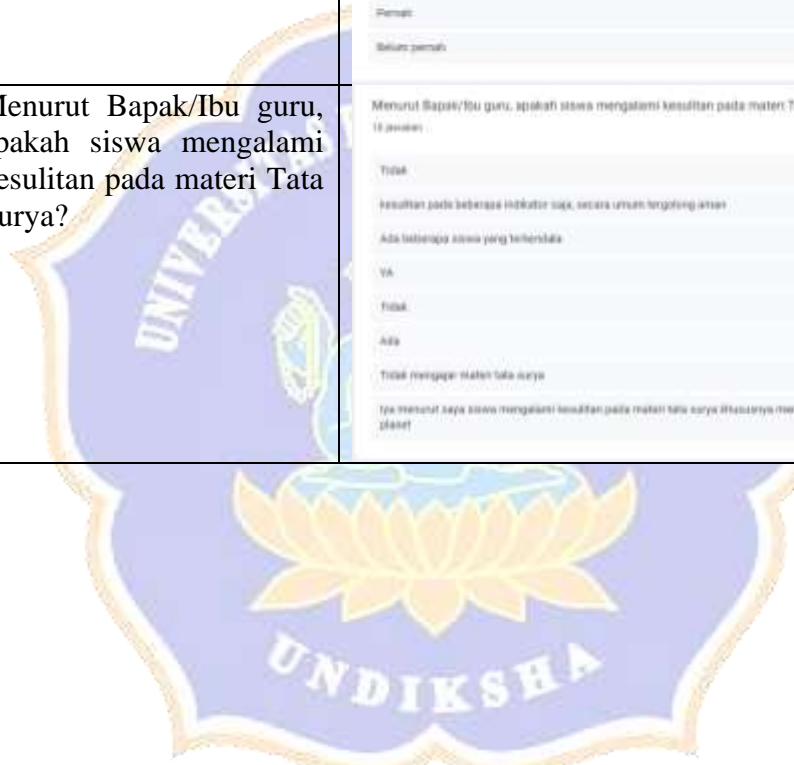 Pernah
Belum pernah
Menurut Bapak/Ibu guru,
apakah siswa mengalami
kesulitan pada materi Tata
Surya?
Menurut Bapak/Ibu guru, apakah siswa mengalami kesulitan pada materi T
jawaban
Tidak
kesulitan pada beberapa indikator saja, secara umum tergolong aman
Ada beberapa siswa yang terkendala
YA
Tidak
Ada
Tidak mengajar materi tata surya
Iya menurut saya siswa mengalami kesulitan pada materi tata surya khususnya
planet
UNDIKSHA